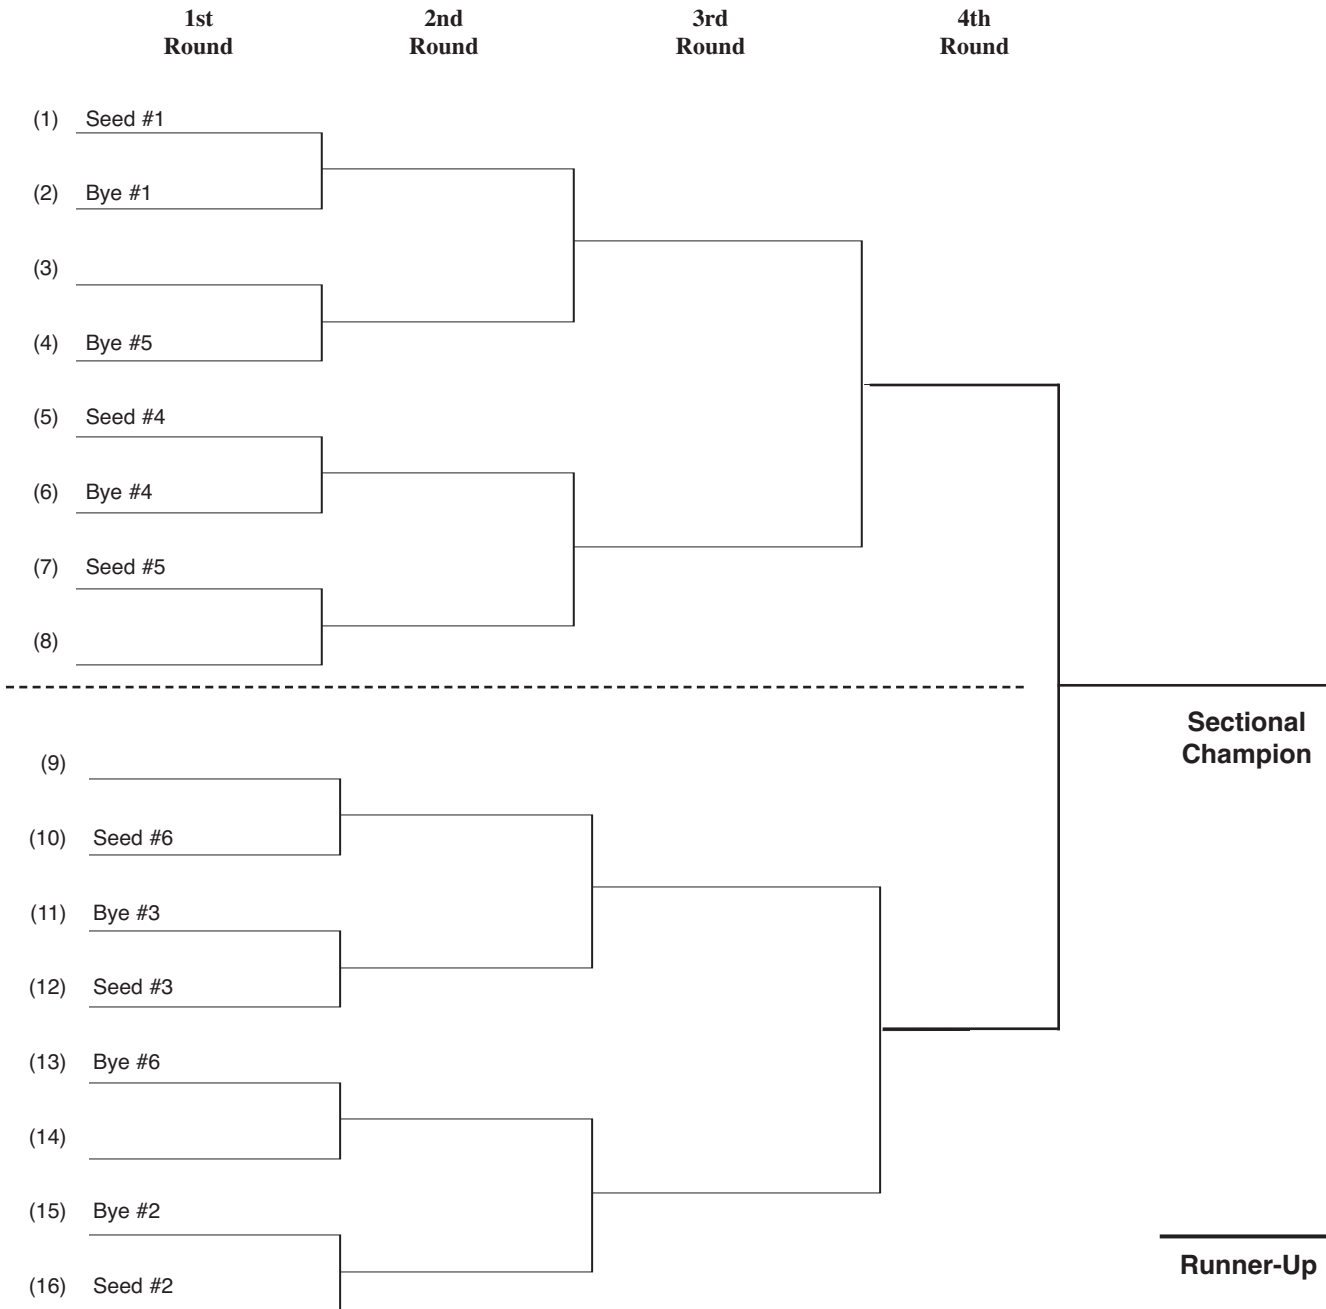 1st 2nd 3rd 4th
Round Round Round Round
(1) Seed #1
(2) Bye #1
(3)
(4) Bye #5
(5) Seed #4
(6) Bye #4
(7) Seed #5
(8)
Sectional
Champion
(9)
(10) Seed #6
(11) Bye #3
(12) Seed #3
(13) Bye #6
(14)
(15) Bye #2
(16) Seed #2
Runner-Up